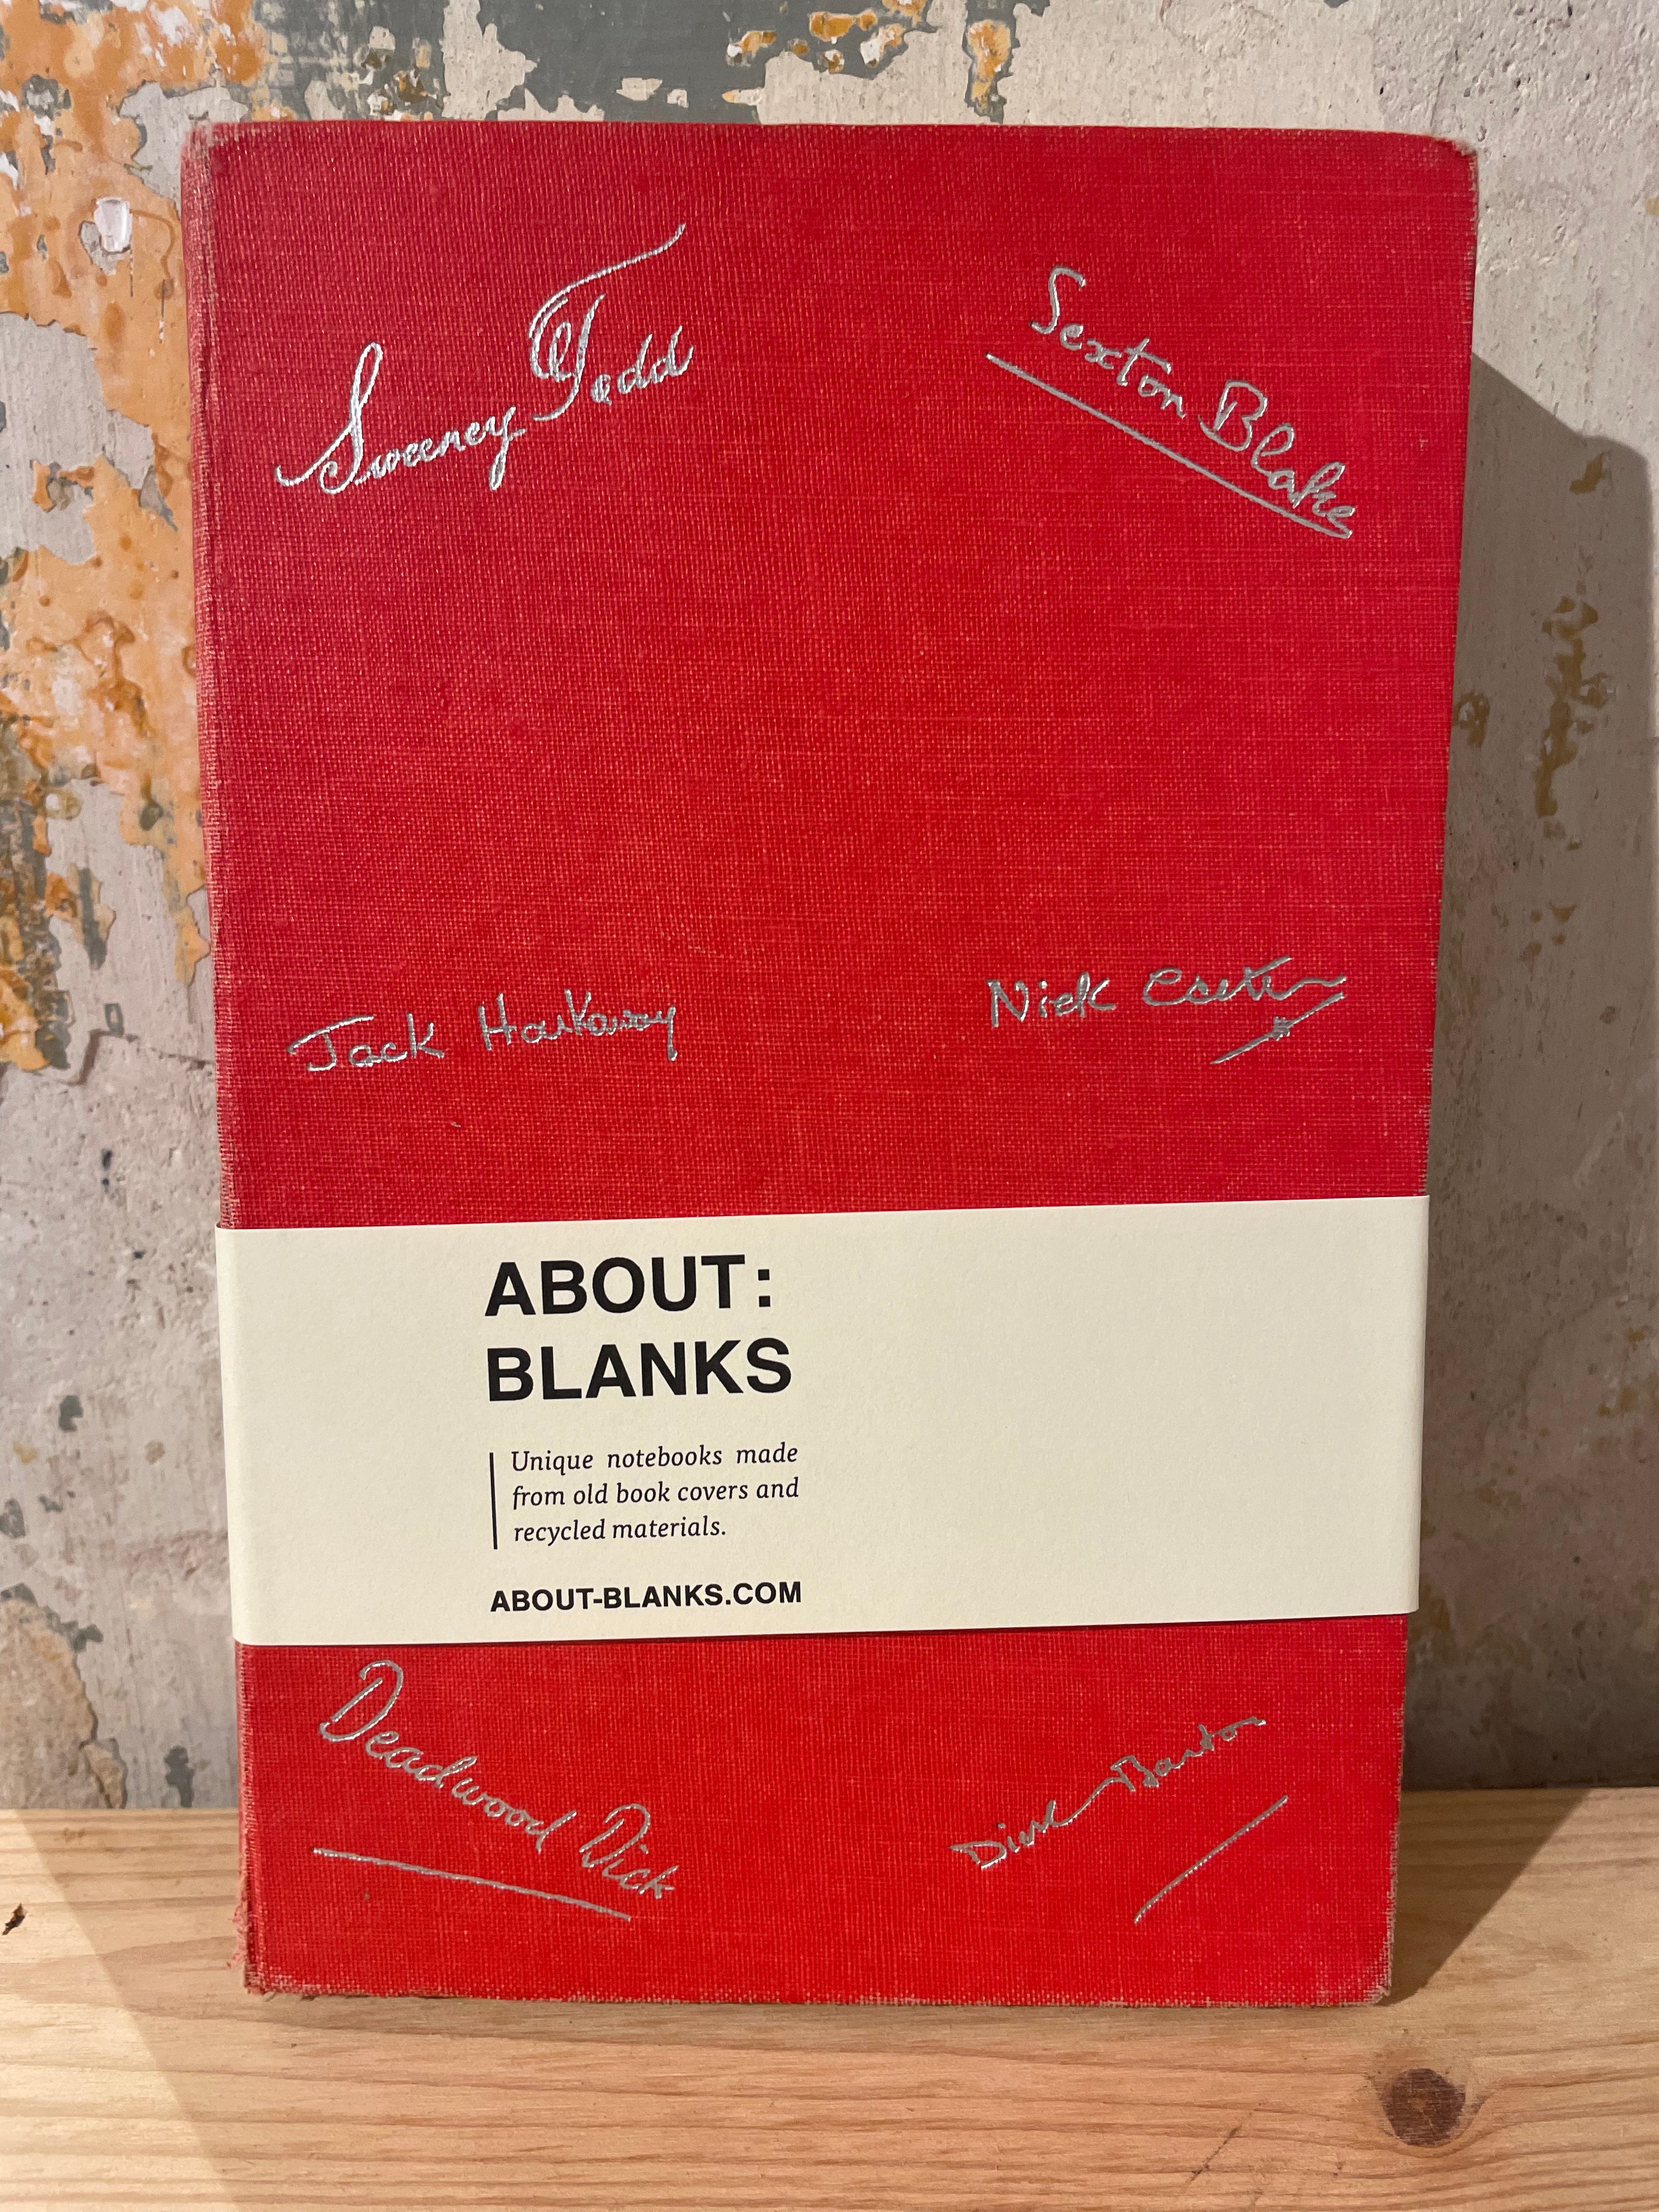 Sweeney Todd
Sexton Blake
Jack Harkaway
Nick Carter
ABOUT:
BLANKS
Unique notebooks made
from old book covers and
recycled materials.
ABOUT-BLANKS.COM
Deadwood Dick
Dick Barton